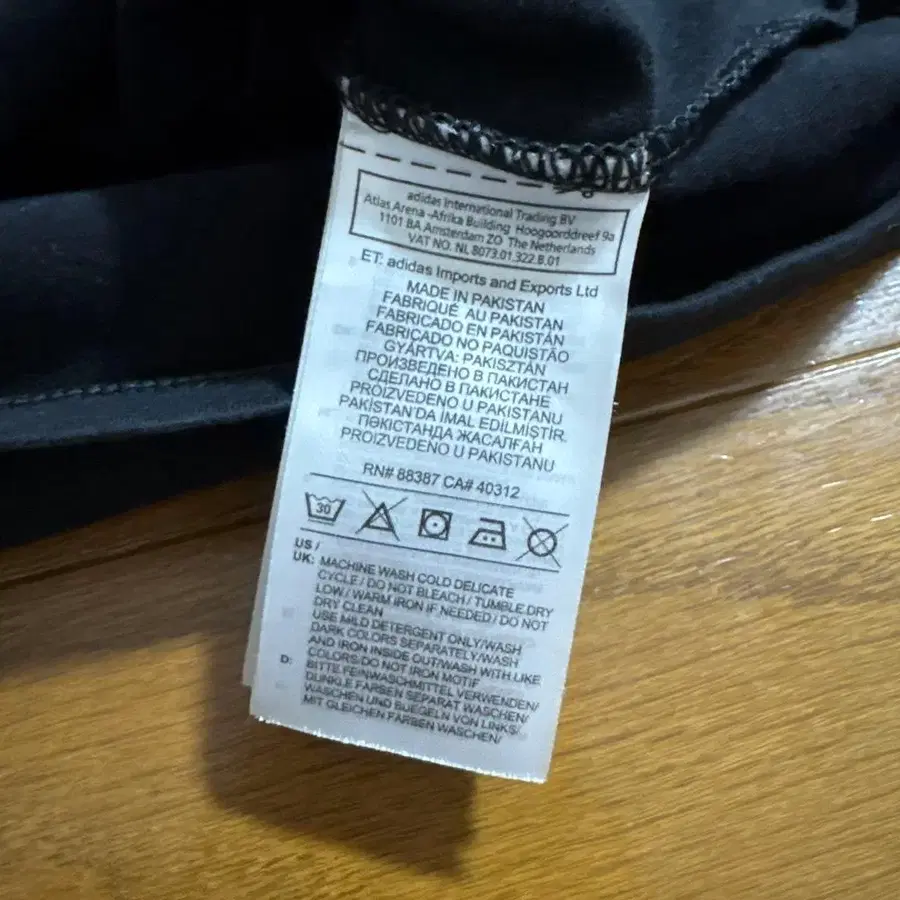 adidas International Trading BV
Atlas Arena -Afrika Building Hoogoorddreef 9a
1101 BA Amsterdam ZO The Netherlands
VAT NO. NL 8073.01.322.B.01
ET: adidas Imports and Exports Ltd
MADE IN PAKISTAN
FABRIQUÉ AU PAKISTAN
FABRICADO EN PAKISTÁN
FABRICADO NO PAQUISTÃO
GYÁRTVA: PAKISZTÁN
ПРОИЗВЕДЕНО В ПАКИСТАН
СДЕЛАНО В ПАКИСТАНЕ
PROIZVEDENO U PAKISTANU
PAKİSTAN'DA İMAL EDİLMİŞTİR.
ПӘКІСТАНДА ЖАСАЛҒАН
PROIZVEDENO U PAKISTANU
RN# 88387 CA# 40312
30
US /
UK: MACHINE WASH COLD DELICATE
CYCLE / DO NOT BLEACH / TUMBLE DRY
LOW / WARM IRON IF NEEDED / DO NOT
DRY CLEAN
USE MILD DETERGENT ONLY/WASH
DARK COLORS SEPARATELY/WASH
AND IRON INSIDE OUT/WASH WITH LIKE
COLORS/DO NOT IRON MOTIF
D: BITTE FEINWASCHMITTEL VERWENDEN/
DUNKLE FARBEN SEPARAT WASCHEN/
WASCHEN UND BUEGELN VON LINKS/
MIT GLEICHEN FARBEN WASCHEN/